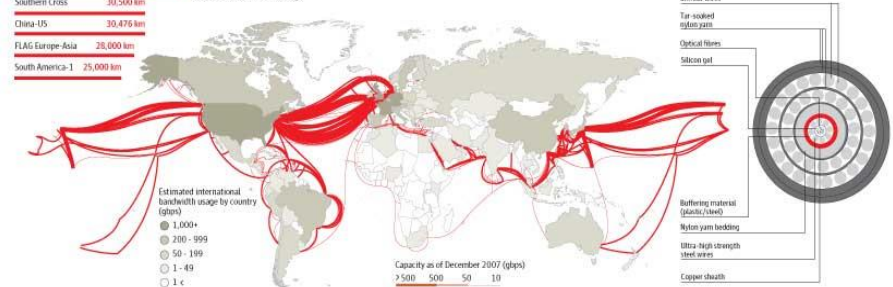 Southern Cross 30,500 km
China-US 30,476 km
FLAG Europe-Asia 28,000 km
South America-1 25,000 km
Estimated international
bandwidth usage by country
(gbps)
1,000+
200 - 999
50 - 199
1 - 49
1 <
Capacity as of December 2007 (gbps)
>500 500 50 10
Tar-soaked
nylon yarn
Optical fibres
Silicon gel
Buffering material
(plastic/steel)
Nylon yarn bedding
Ultra-high strength
steel wires
Copper sheath